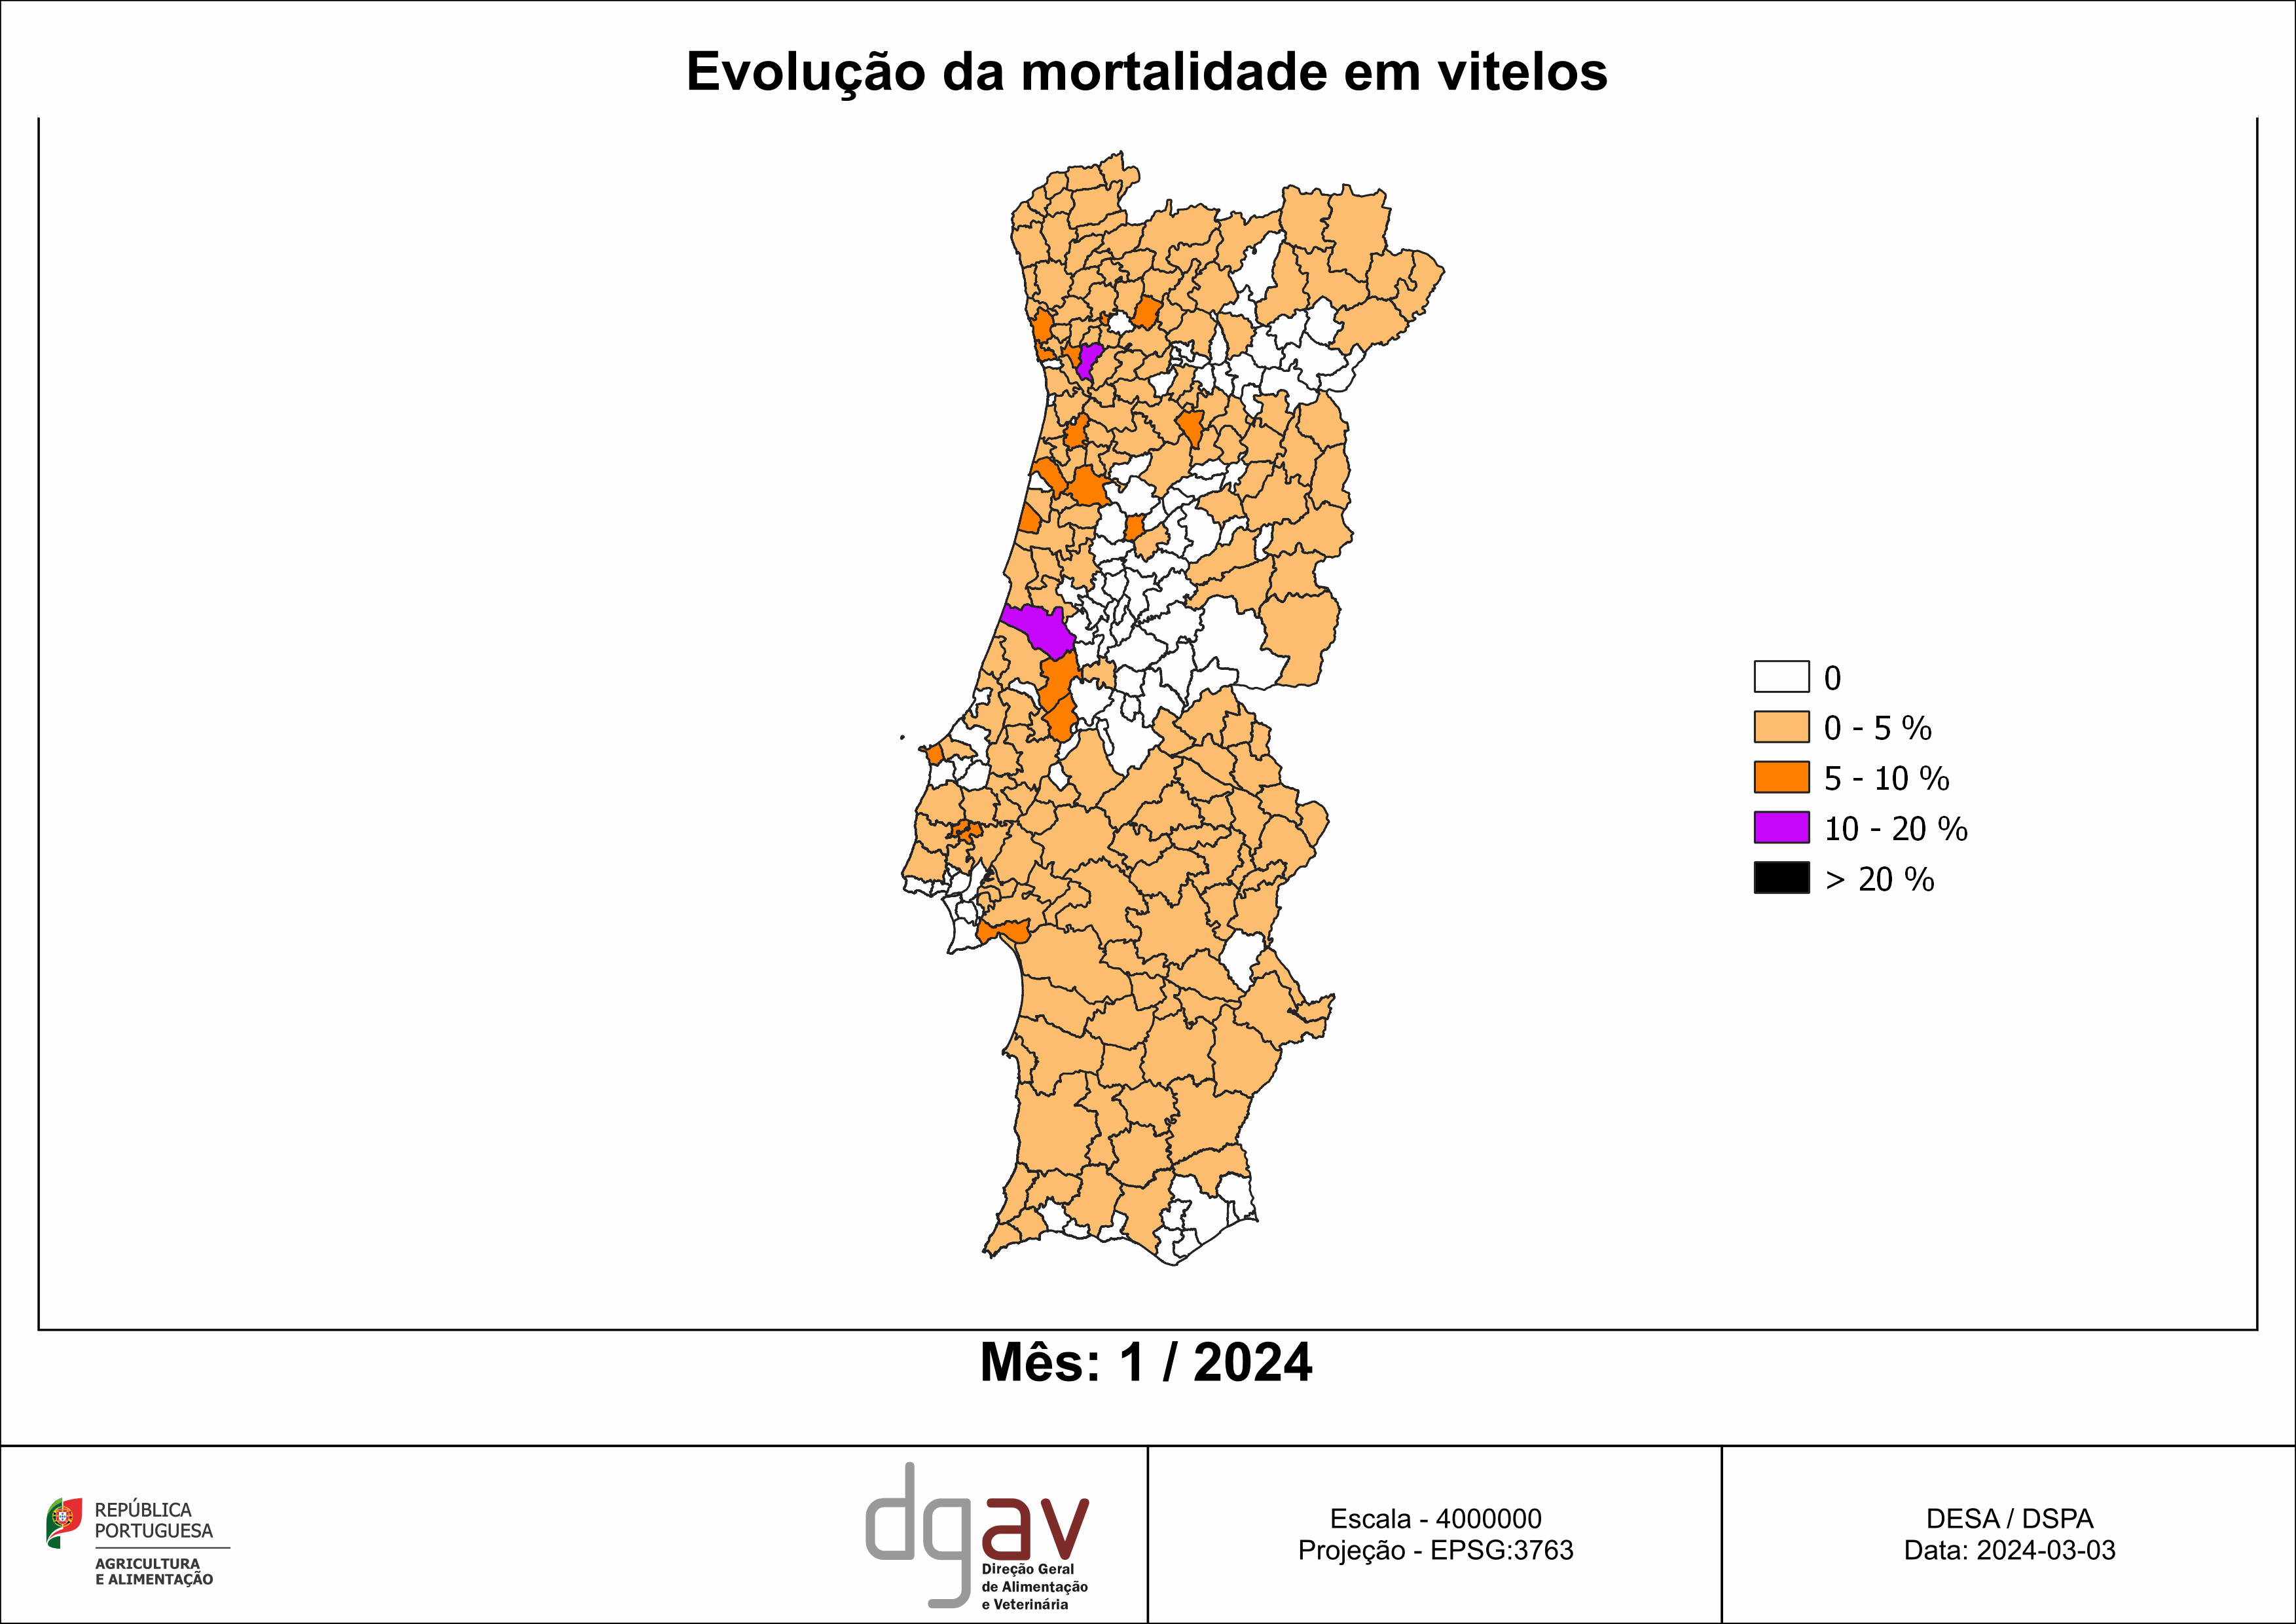 Evolução da mortalidade em vitelos
0
0 - 5 %
5 - 10 %
10 - 20 %
> 20 %
Mês: 1 / 2024
REPÚBLICA
PORTUGUESA
AGRICULTURA
E ALIMENTAÇÃO
dgav
Direção Geral
de Alimentação
e Veterinária
Escala - 4000000
Projeção - EPSG:3763
DESA / DSPA
Data: 2024-03-03